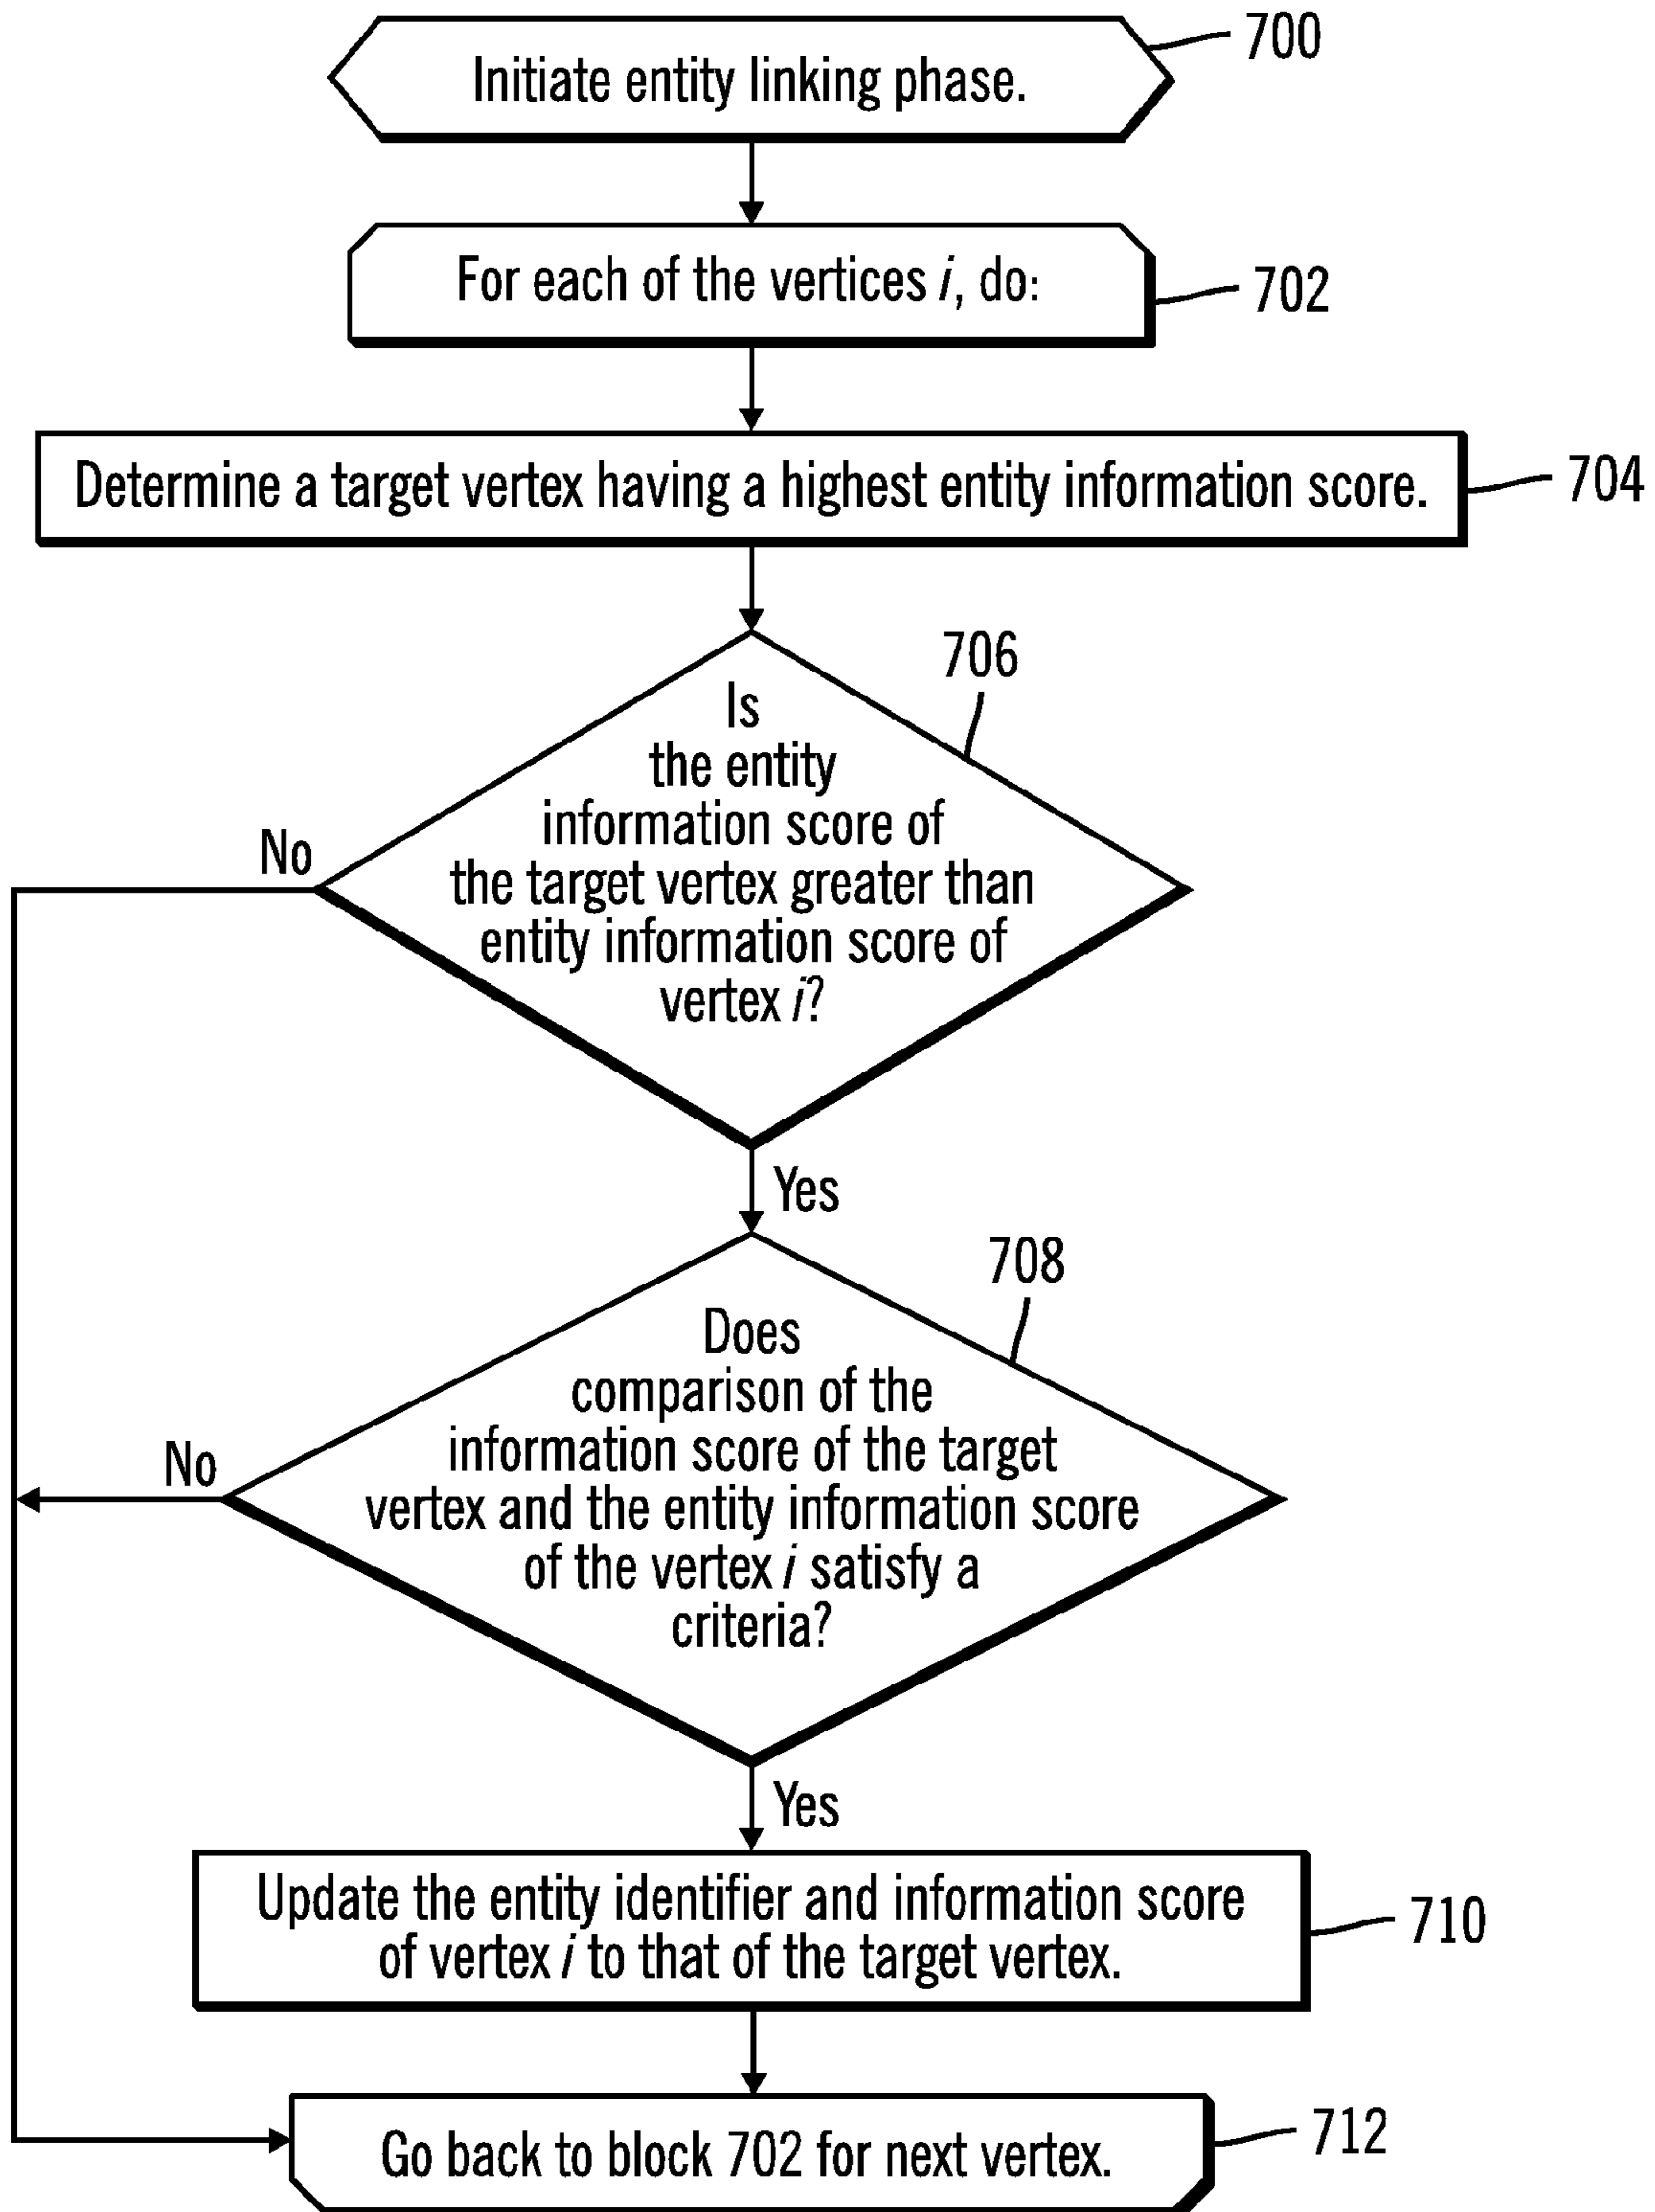 700
Initiate entity linking phase.
For each of the vertices i, do:
702
Determine a target vertex having a highest entity information score.
704
706
Is
the entity
information score of
the target vertex greater than
entity information score of
vertex i?
No
Yes
708
Does
comparison of the
information score of the target
vertex and the entity information score
of the vertex i satisfy a
criteria?
No
Yes
Update the entity identifier and information score
of vertex i to that of the target vertex.
710
Go back to block 702 for next vertex.
712